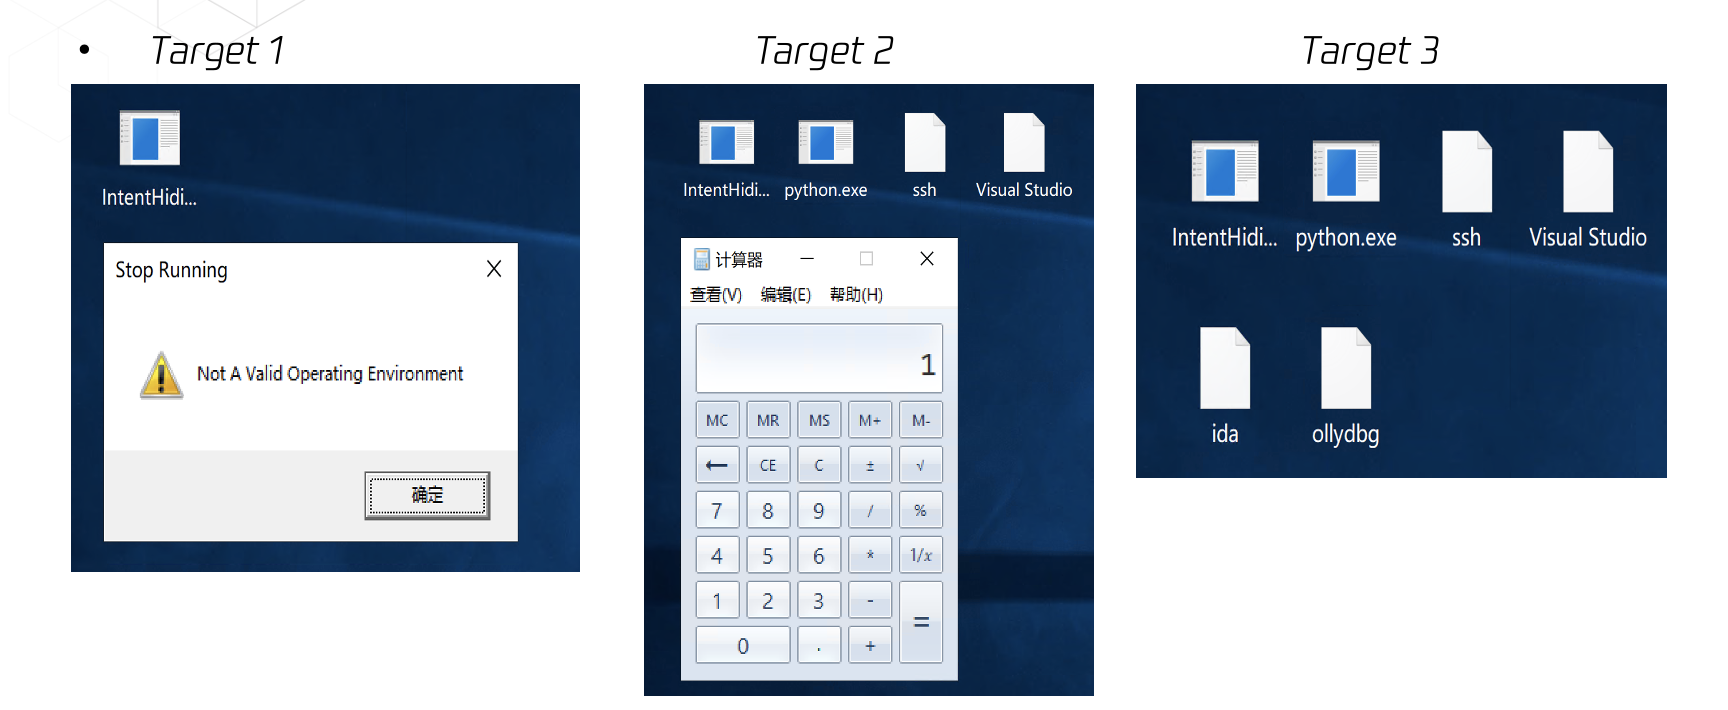 • Target 1
Target 2
Target 3
IntentHidi...
Stop Running
Not A Valid Operating Environment
确定
IntentHidi... python.exe ssh Visual Studio
计算器
查看(V) 编辑(E) 帮助(H)
1
MC MR MS M+ M-
← CE C ± √
7 8 9 / %
4 5 6 * 1/x
1 2 3 - =
0 . +
IntentHidi... python.exe ssh Visual Studio
ida ollydbg